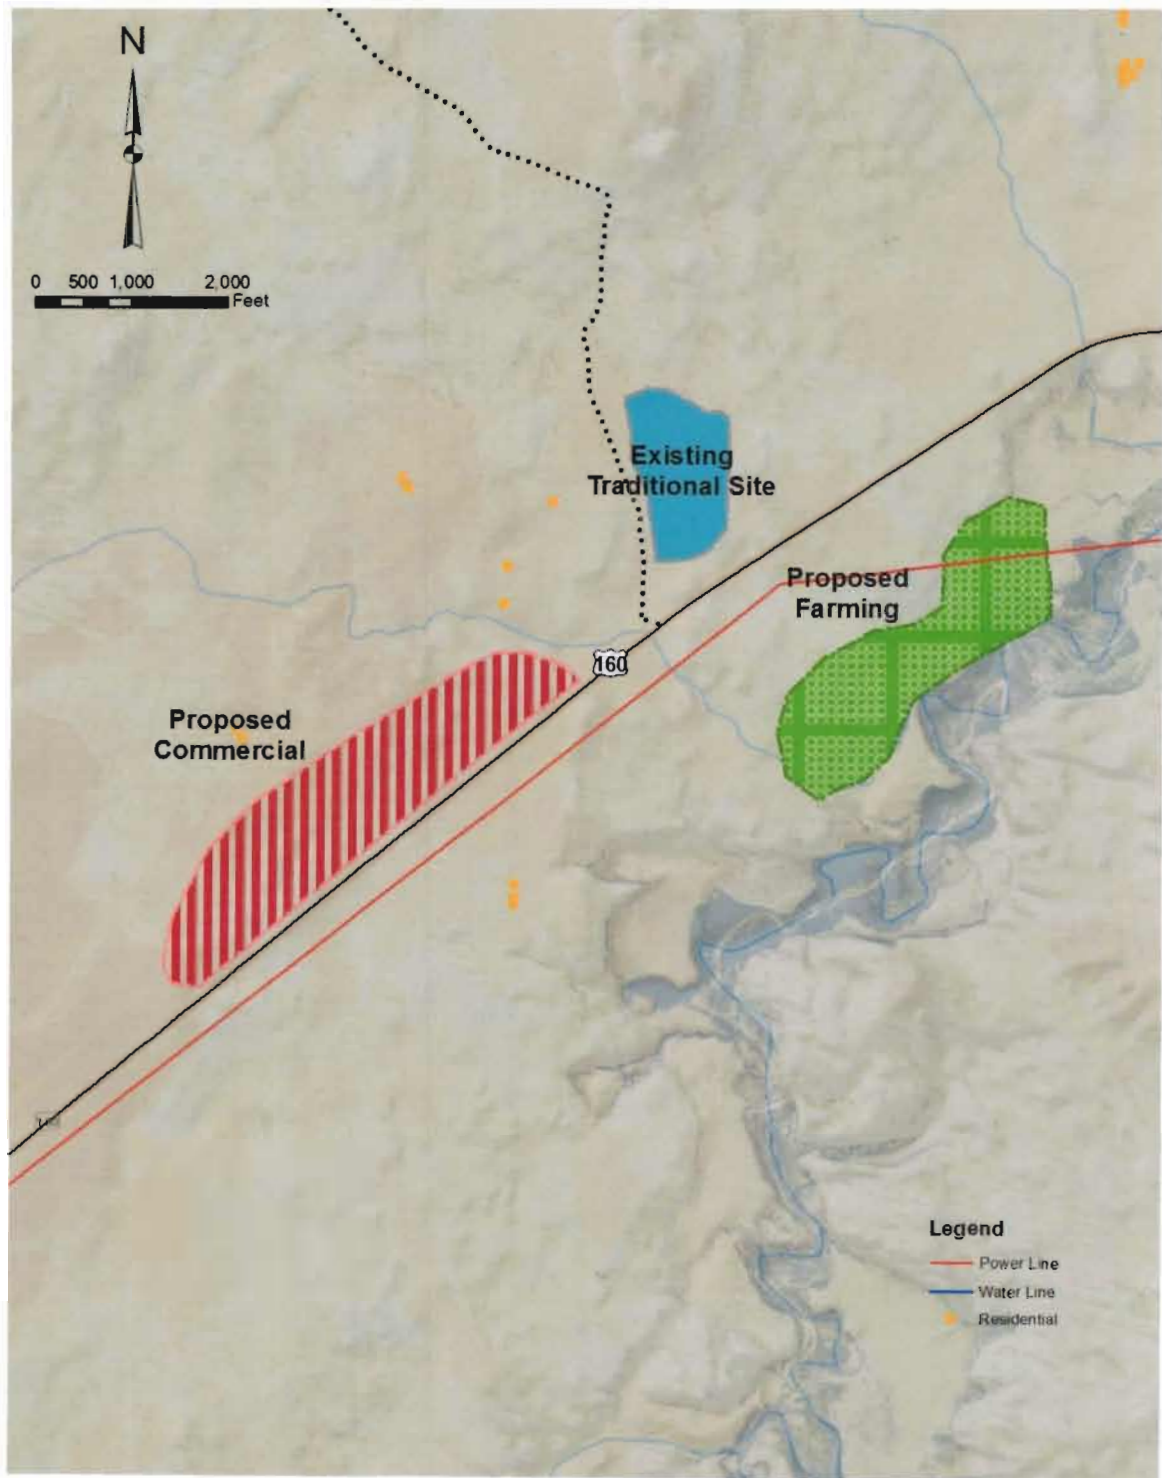 N
0 500 1,000 2,000
Feet
Existing
Traditional Site
Proposed
Farming
160
Proposed
Commercial
Legend
Power Line
Water Line
Residential